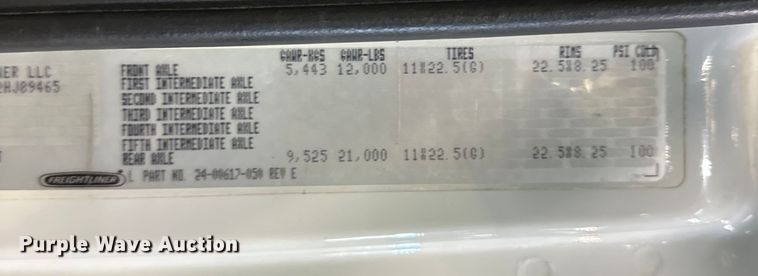 GAWR-KGS GAWR-LBS TIRES RIMS PSI COLD
NER LLC FRONT AXLE 5,443 12,000 11R22.5(G) 22.5X8.25 100
HJ89465 FIRST INTERMEDIATE AXLE
SECOND INTERMEDIATE AXLE
THIRD INTERMEDIATE AXLE
FOURTH INTERMEDIATE AXLE
FIFTH INTERMEDIATE AXLE
REAR AXLE 9,525 21,000 11R22.5(G) 22.5X8.25 100
FREIGHTLINER L PART NO. 24-00617-050 REV E
Purple Wave Auction